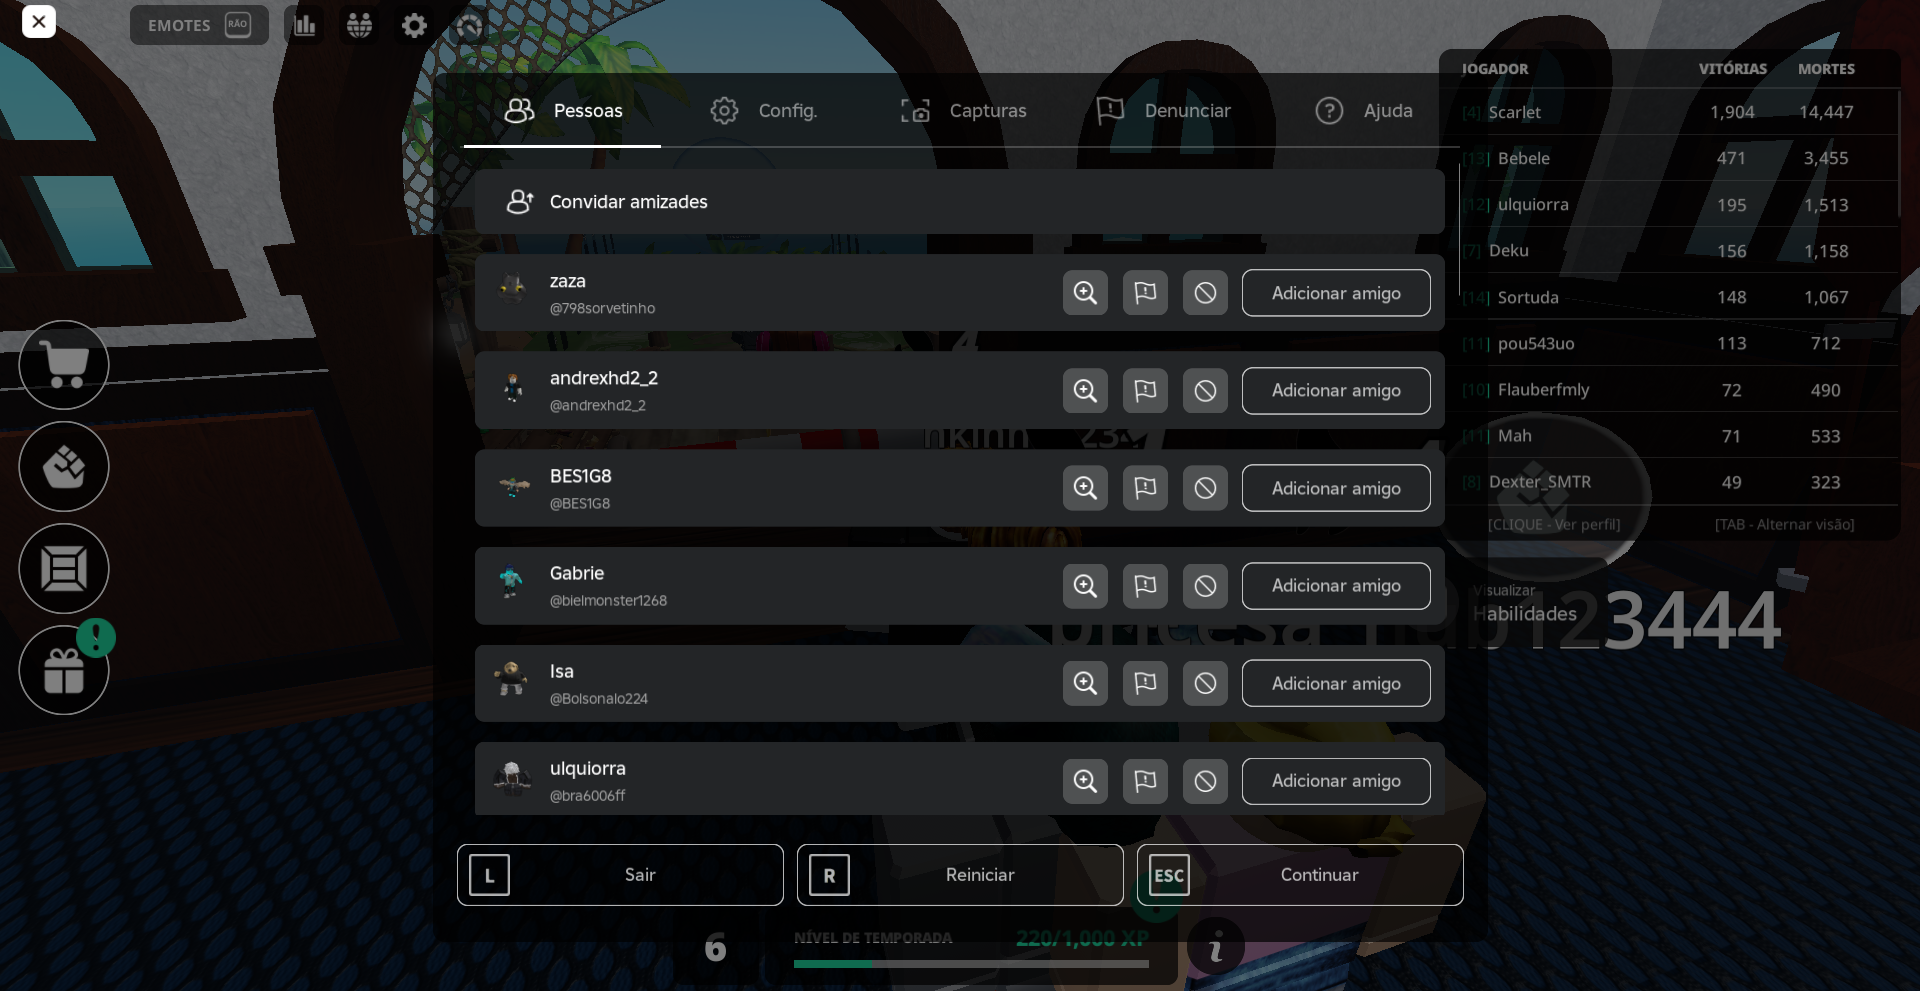 EMOTES RÃO
Pessoas
Config.
Capturas
Denunciar
Ajuda
Convidar amizades
zaza
@798sorvetinho
Adicionar amigo
andrexhd2_2
@andrexhd2_2
Adicionar amigo
BES1G8
@BES1G8
Adicionar amigo
Gabrie
@bielmonster1268
Adicionar amigo
Isa
@Bolsonalo224
Adicionar amigo
ulquiorra
@bra6006ff
Adicionar amigo
L Sair
R Reiniciar
ESC Continuar
JOGADOR VITÓRIAS MORTES
[4] Scarlet 1,904 14,447
[13] Bebele 471 3,455
[12] ulquiorra 195 1,513
[7] Deku 156 1,158
[14] Sortuda 148 1,067
[11] pou543uo 113 712
[10] Flauberfmly 72 490
[11] Mah 71 533
[8] Dexter_SMTR 49 323
[CLIQUE - Ver perfil] [TAB - Alternar visão]
Visualizar
Habilidades
123444
6 NÍVEL DE TEMPORADA 220/1,000 XP